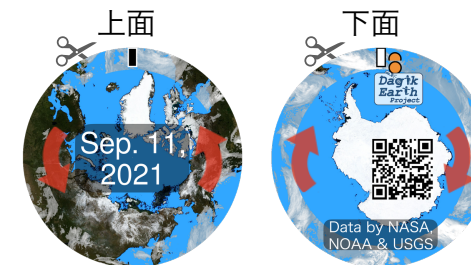 上面
Sep. 11,
2021
下面
Dagik
Earth
Project
Data by NASA,
NOAA & USGS